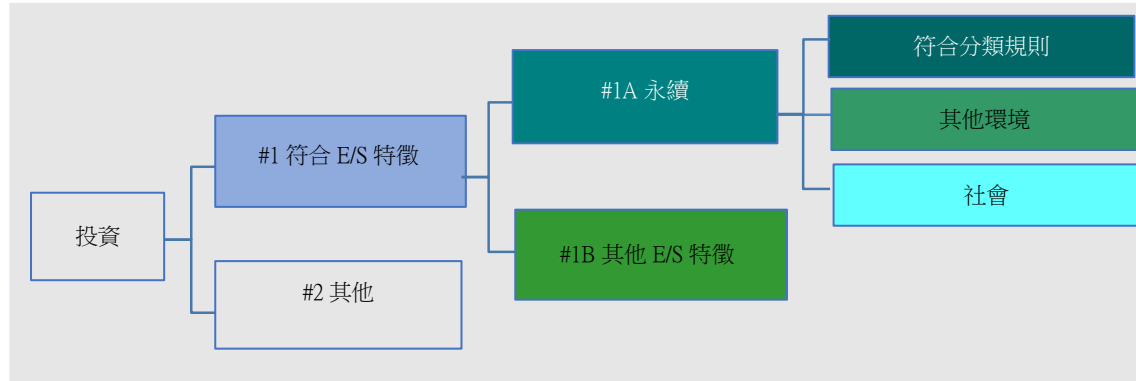 投資
#1 符合 E/S 特徵
#2 其他
#1A 永續
#1B 其他 E/S 特徵
符合分類規則
其他環境
社會